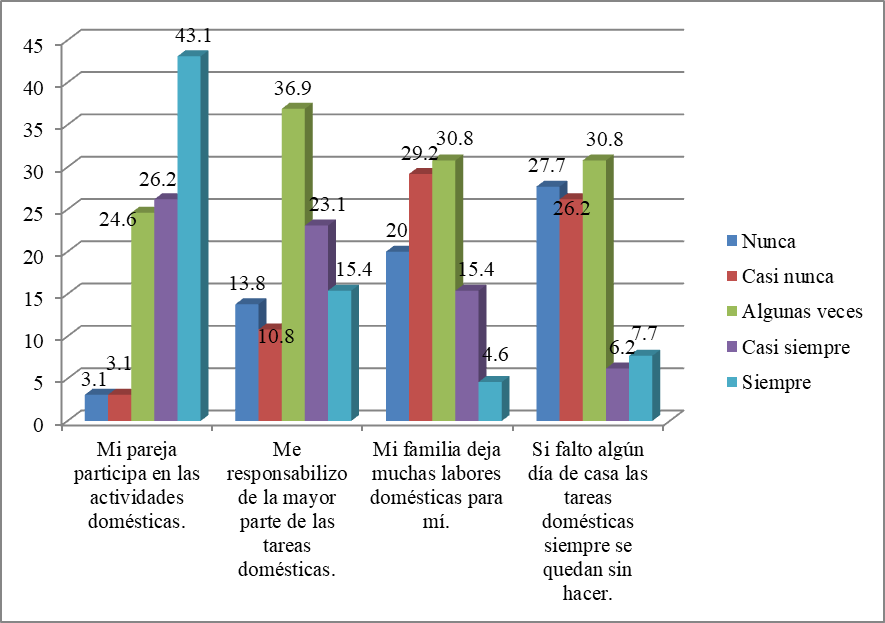 43.1
45
40
36.9
35
30.8
30.8
29.2
30
27.7
26.2
24.6
26.2
25
23.1
20
20
15.4
15.4
13.8
15
10.8
10
7.7
6.2
4.6
3.1
3.1
5
0
Nunca
Casi nunca
Algunas veces
Casi siempre
Siempre
Mi pareja
participa en las
actividades
domésticas.
Me
responsabilizo
de la mayor
parte de las
tareas
domésticas.
Mi familia deja
muchas labores
domésticas para
mí.
Si falto algún
día de casa las
tareas
domésticas
siempre se
quedan sin
hacer.